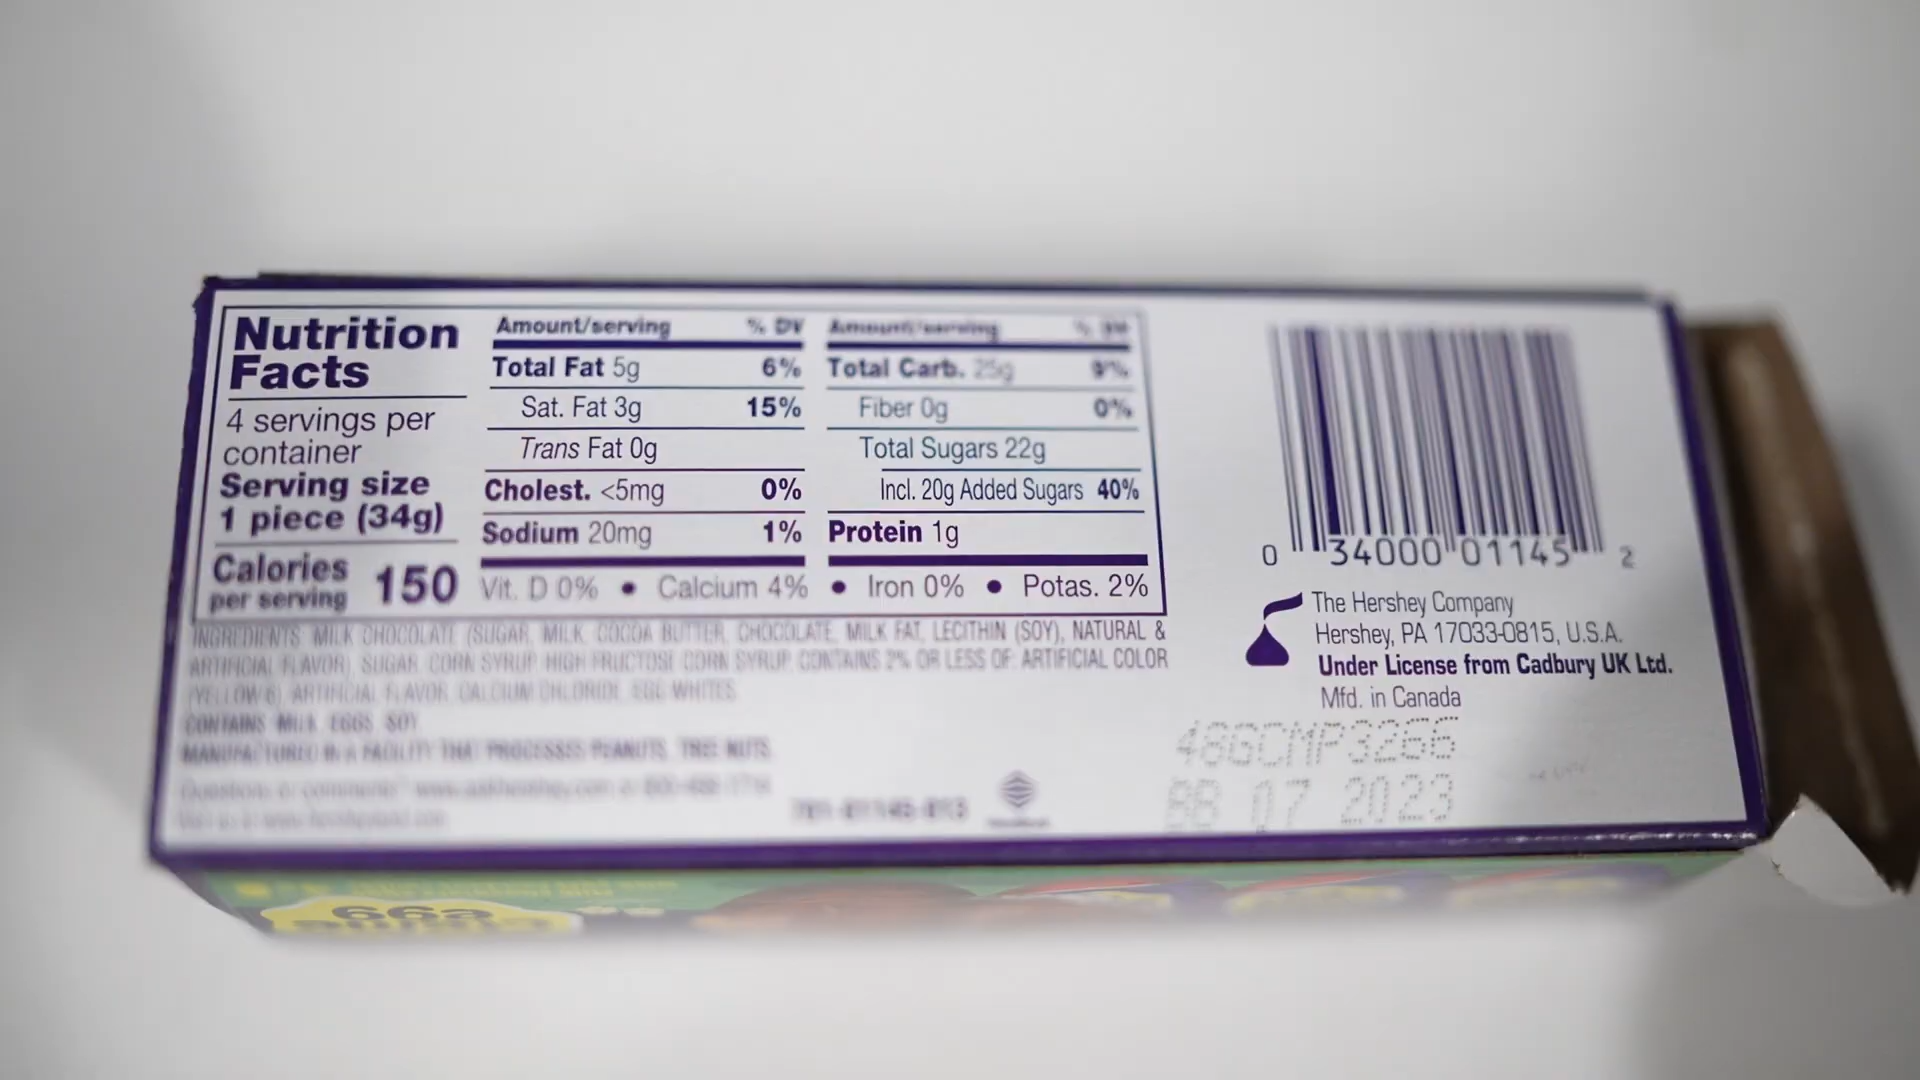 Nutrition
Facts
4 servings per
container
Serving size
1 piece (34g)
Calories
per serving 150
Amount/serving % DV
Total Fat 5g 6%
Sat. Fat 3g 15%
Trans Fat 0g
Cholest. <5mg 0%
Sodium 20mg 1%
Amount/serving % DV
Total Carb. 25g 9%
Fiber 0g 0%
Total Sugars 22g
Incl. 20g Added Sugars 40%
Protein 1g
Vit. D 0% • Calcium 4% • Iron 0% • Potas. 2%
INGREDIENTS: MILK CHOCOLATE (SUGAR, MILK, COCOA BUTTER, CHOCOLATE, MILK FAT, LECITHIN (SOY), NATURAL &
ARTIFICIAL FLAVOR), SUGAR, CORN SYRUP, HIGH FRUCTOSE CORN SYRUP, CONTAINS 2% OR LESS OF: ARTIFICIAL COLOR
(YELLOW 6), ARTIFICIAL FLAVOR, CALCIUM CHLORIDE, EGG WHITES.
CONTAINS MILK, EGGS, SOY.
MANUFACTURED IN A FACILITY THAT PROCESSES PEANUTS, TREE NUTS.
Questions or comments?
0 34000 01145 2
The Hershey Company
Hershey, PA 17033-0815, U.S.A.
Under License from Cadbury UK Ltd.
Mfd. in Canada
48GCMP3266
BB 07 2023